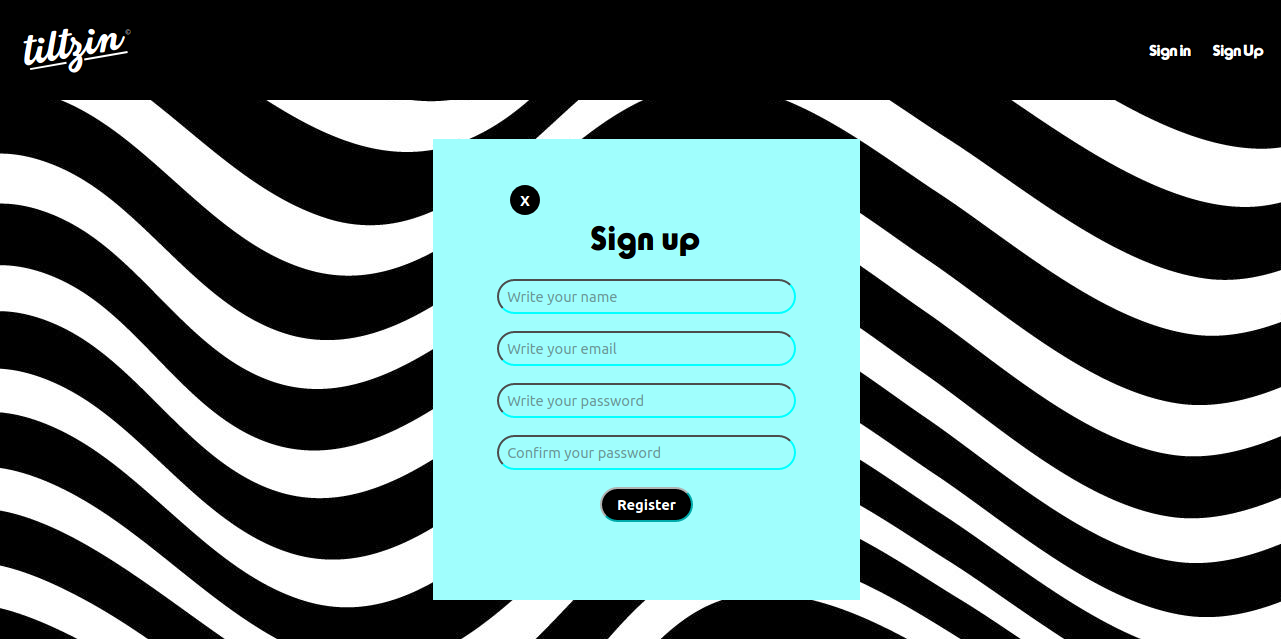 tiltzin©
Sign in Sign Up
X
Sign up
Write your name
Write your email
Write your password
Confirm your password
Register